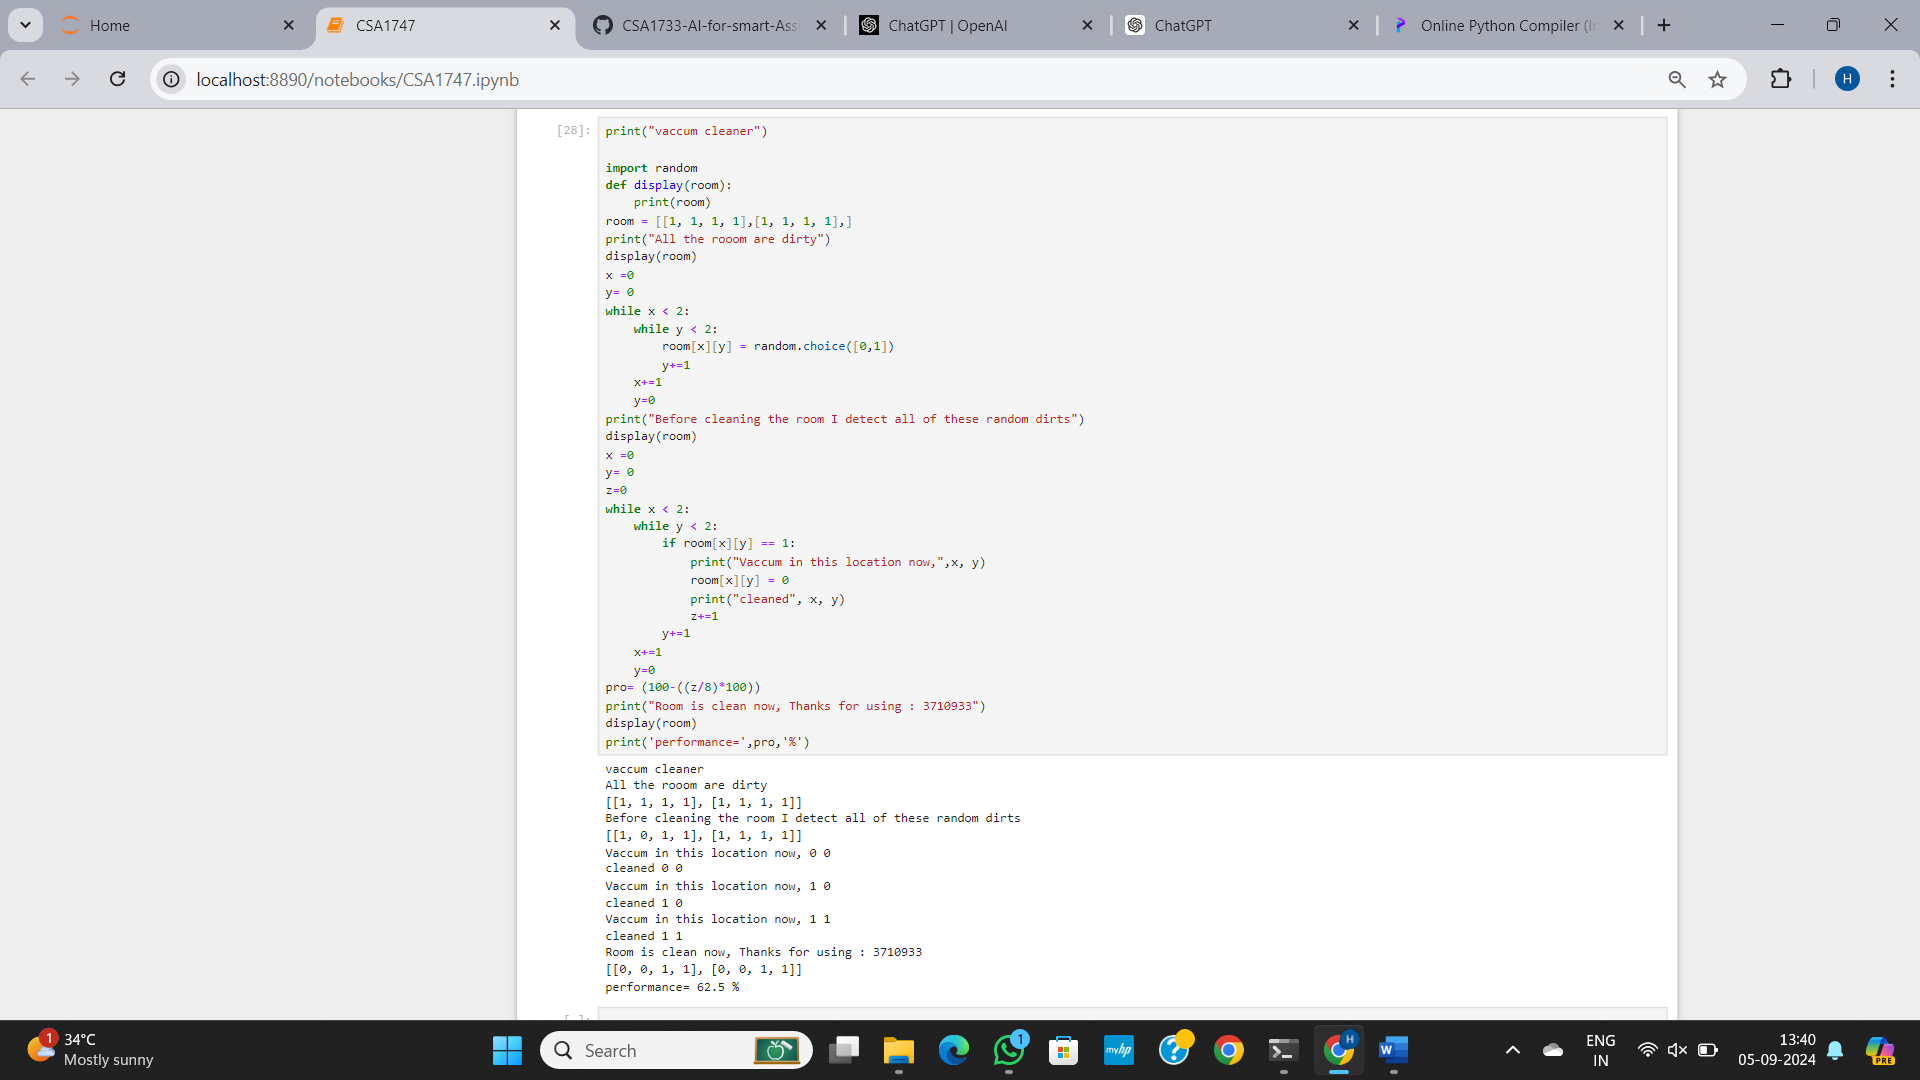 Home
CSA1747
CSA1733-AI-for-smart-Assi
ChatGPT | OpenAI
ChatGPT
Online Python Compiler (In
localhost:8890/notebooks/CSA1747.ipynb
H
[28]:
print("vaccum cleaner")
import random
def display(room):
    print(room)
room = [[1, 1, 1, 1],[1, 1, 1, 1],]
print("All the rooom are dirty")
display(room)
x =0
y= 0
while x < 2:
    while y < 2:
        room[x][y] = random.choice([0,1])
        y+=1
    x+=1
    y=0
print("Before cleaning the room I detect all of these random dirts")
display(room)
x =0
y= 0
z=0
while x < 2:
    while y < 2:
        if room[x][y] == 1:
            print("Vaccum in this location now,",x, y)
            room[x][y] = 0
            print("cleaned", x, y)
            z+=1
        y+=1
    x+=1
    y=0
pro= (100-((z/8)*100))
print("Room is clean now, Thanks for using : 3710933")
display(room)
print('performance=',pro,'%')
vaccum cleaner
All the rooom are dirty
[[1, 1, 1, 1], [1, 1, 1, 1]]
Before cleaning the room I detect all of these random dirts
[[1, 0, 1, 1], [1, 1, 1, 1]]
Vaccum in this location now, 0 0
cleaned 0 0
Vaccum in this location now, 1 0
cleaned 1 0
Vaccum in this location now, 1 1
cleaned 1 1
Room is clean now, Thanks for using : 3710933
[[0, 0, 1, 1], [0, 0, 1, 1]]
performance= 62.5 %
[ ]:
1
34°C
Mostly sunny
Search
1
myhp
?
H
W
ENG
IN
13:40
05-09-2024
PRE